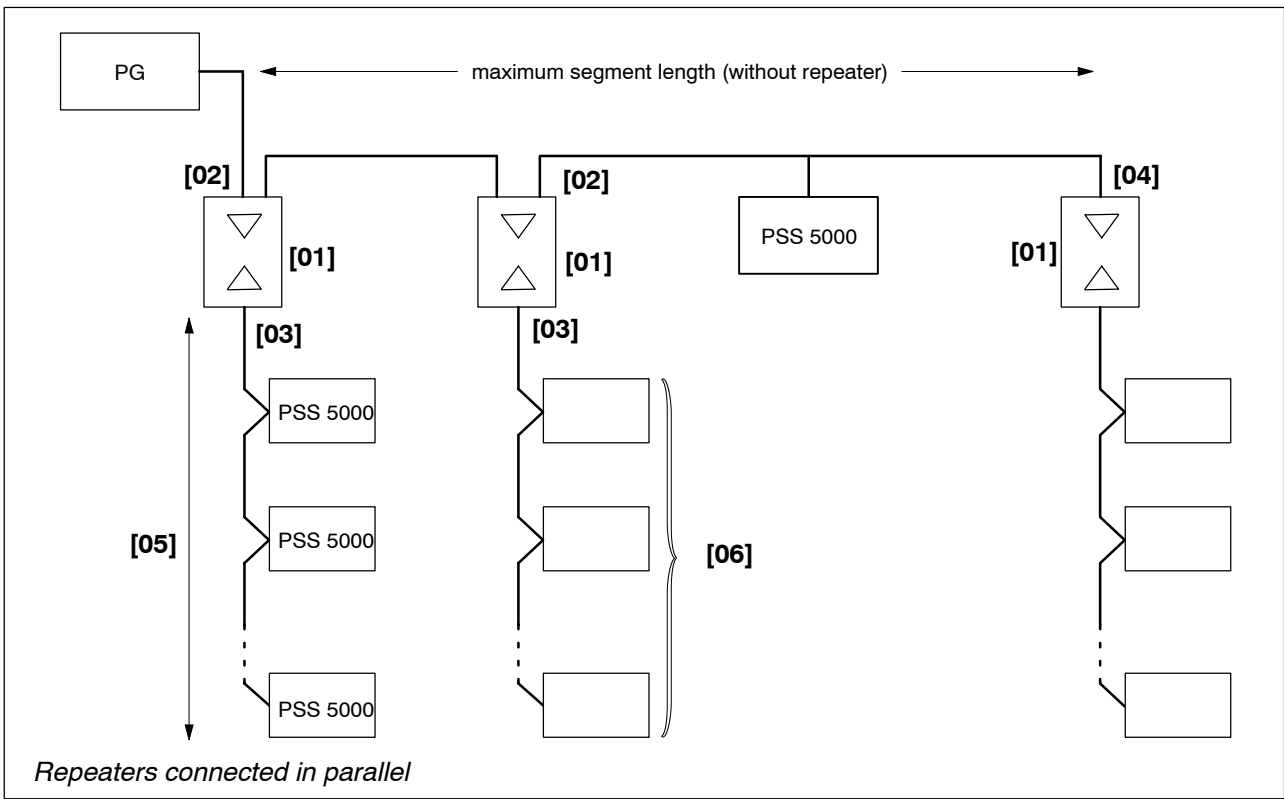 PG
maximum segment length (without repeater)
[02]
[02]
[04]
PSS 5000
[01]
[01]
[01]
[03]
[03]
PSS 5000
[05]
PSS 5000
[06]
PSS 5000
Repeaters connected in parallel